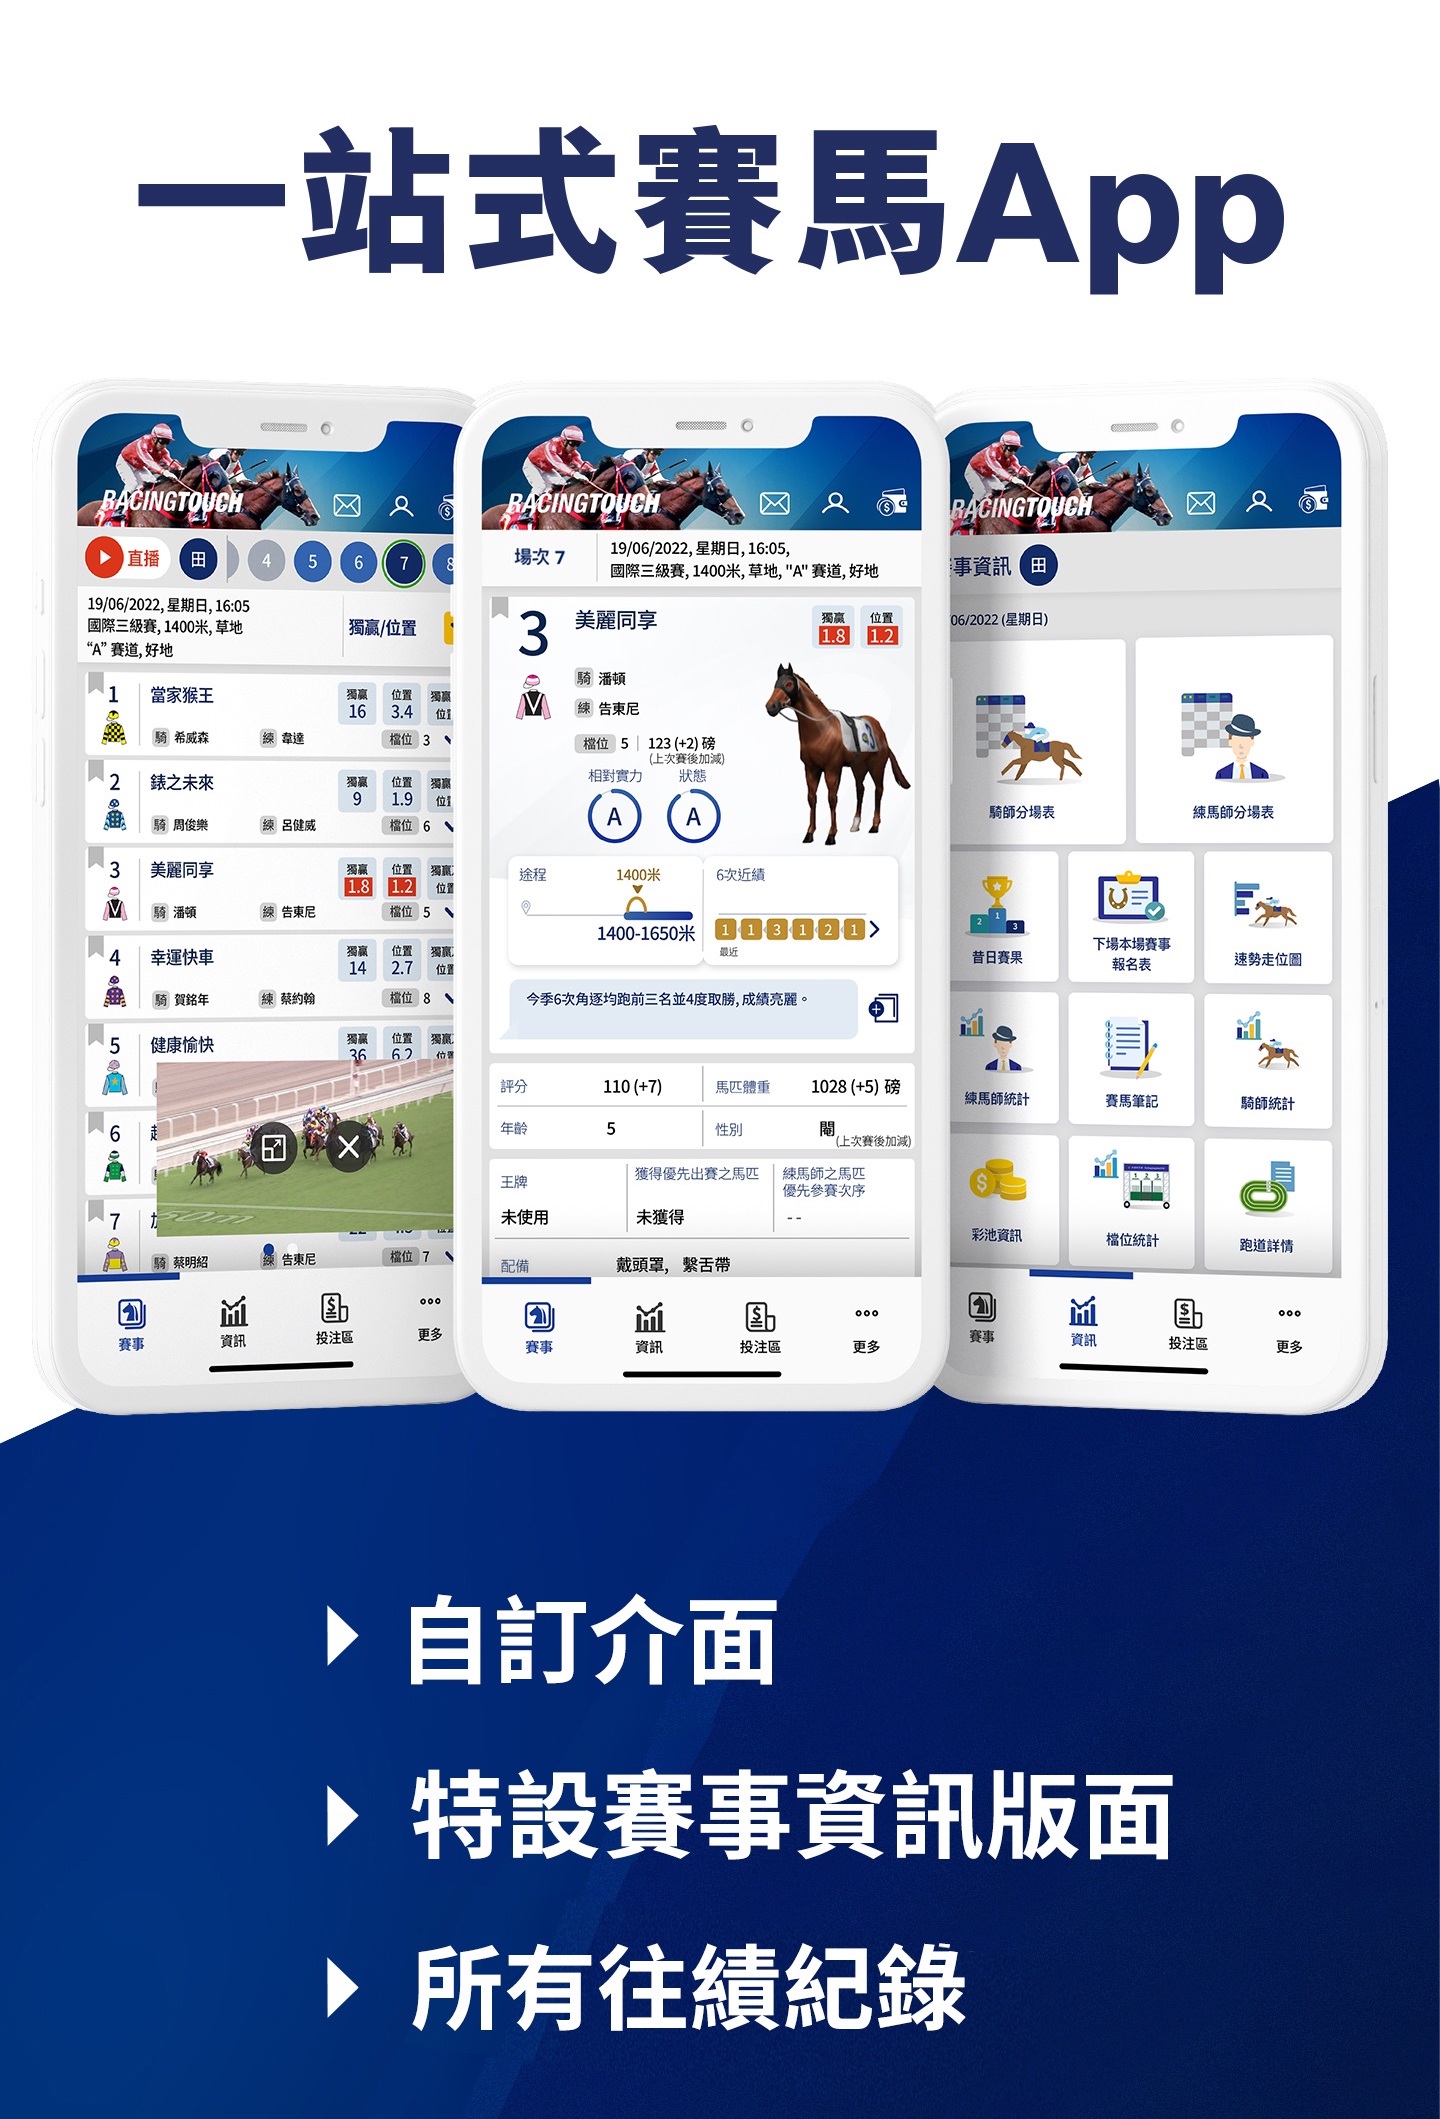 一站式賽馬App
RACINGTOUCH
直播
4
5
6
7
8
19/06/2022, 星期日, 16:05
國際三級賽, 1400米, 草地
“A” 賽道, 好地
獨贏/位置
1 當家猴王
獨贏 位置 獨贏
16 3.4 位
騎 希威森 練 韋達 檔位 3
2 錶之未來
獨贏 位置 獨贏
9 1.9 位
騎 周俊樂 練 呂健威 檔位 6
3 美麗同享
獨贏 位置 獨贏
1.8 1.2 位
騎 潘頓 練 告東尼 檔位 5
4 幸運快車
獨贏 位置 獨贏
14 2.7 位
騎 賀銘年 練 蔡約翰 檔位 8
5 健康愉快
獨贏 位置 獨贏
36 6.2
6
7
騎 蔡明紹 練 告東尼 檔位 7
賽事
資訊
投注區
更多
RACINGTOUCH
場次 7
19/06/2022, 星期日, 16:05,
國際三級賽, 1400米, 草地, "A" 賽道, 好地
3 美麗同享
獨贏 位置
1.8 1.2
騎 潘頓
練 告東尼
檔位 5 123 (+2) 磅
(上次賽後加減)
相對實力 狀態
A A
途程 1400米
1400-1650米
6次近績
1 1 3 1 2 1
最近
今季6次角逐均跑前三名並4度取勝, 成績亮麗。
評分 110 (+7) 馬匹體重 1028 (+5) 磅
年齡 5 性別 閹
(上次賽後加減)
王牌 獲得優先出賽之馬匹 練馬師之馬匹
優先參賽次序
未使用 未獲得 --
配備 戴頭罩, 繫舌帶
賽事
資訊
投注區
更多
RACINGTOUCH
事資訊
06/2022 (星期日)
騎師分場表
練馬師分場表
昔日賽果
下場本場賽事
報名表
速勢走位圖
練馬師統計
賽馬筆記
騎師統計
彩池資訊
檔位統計
跑道詳情
賽事
資訊
投注區
更多
自訂介面
特設賽事資訊版面
所有往績紀錄